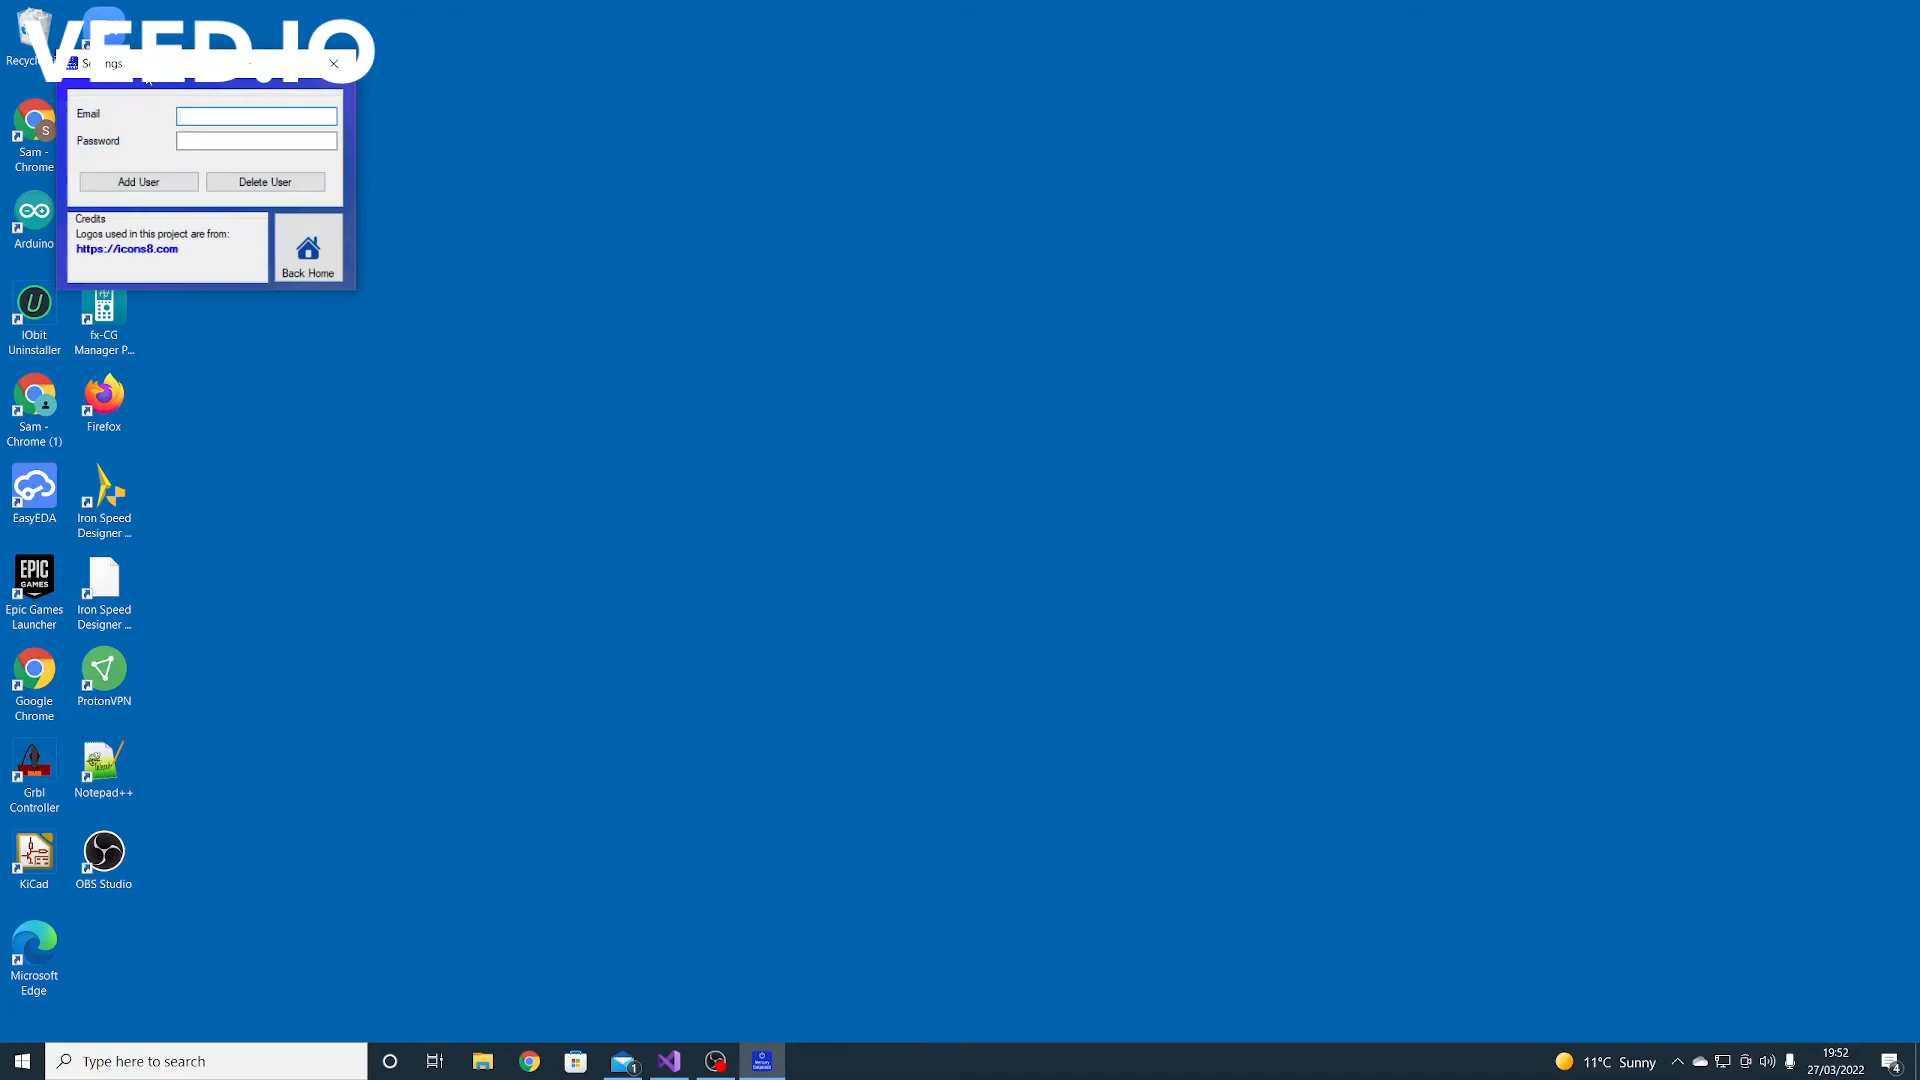 VEED.IO
Email
Password
Add User
Delete User
Credits
Logos used in this project are from:
https://icons8.com
Back Home
Sam -
Chrome
Arduino
IObit
Uninstaller
fx-CG
Manager P...
Sam -
Chrome (1)
Firefox
EasyEDA
Iron Speed
Designer ...
EPIC
GAMES
Epic Games
Launcher
Iron Speed
Designer ...
Google
Chrome
ProtonVPN
Grbl
Controller
Notepad++
KiCad
OBS Studio
Microsoft
Edge
Type here to search
1
11°C Sunny
19:52
27/03/2022
4